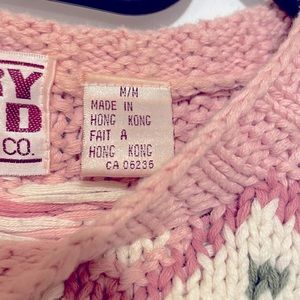 Y
D
CO.
M/M
MADE IN
HONG KONG
FAIT A
HONG KONG
CA 06235